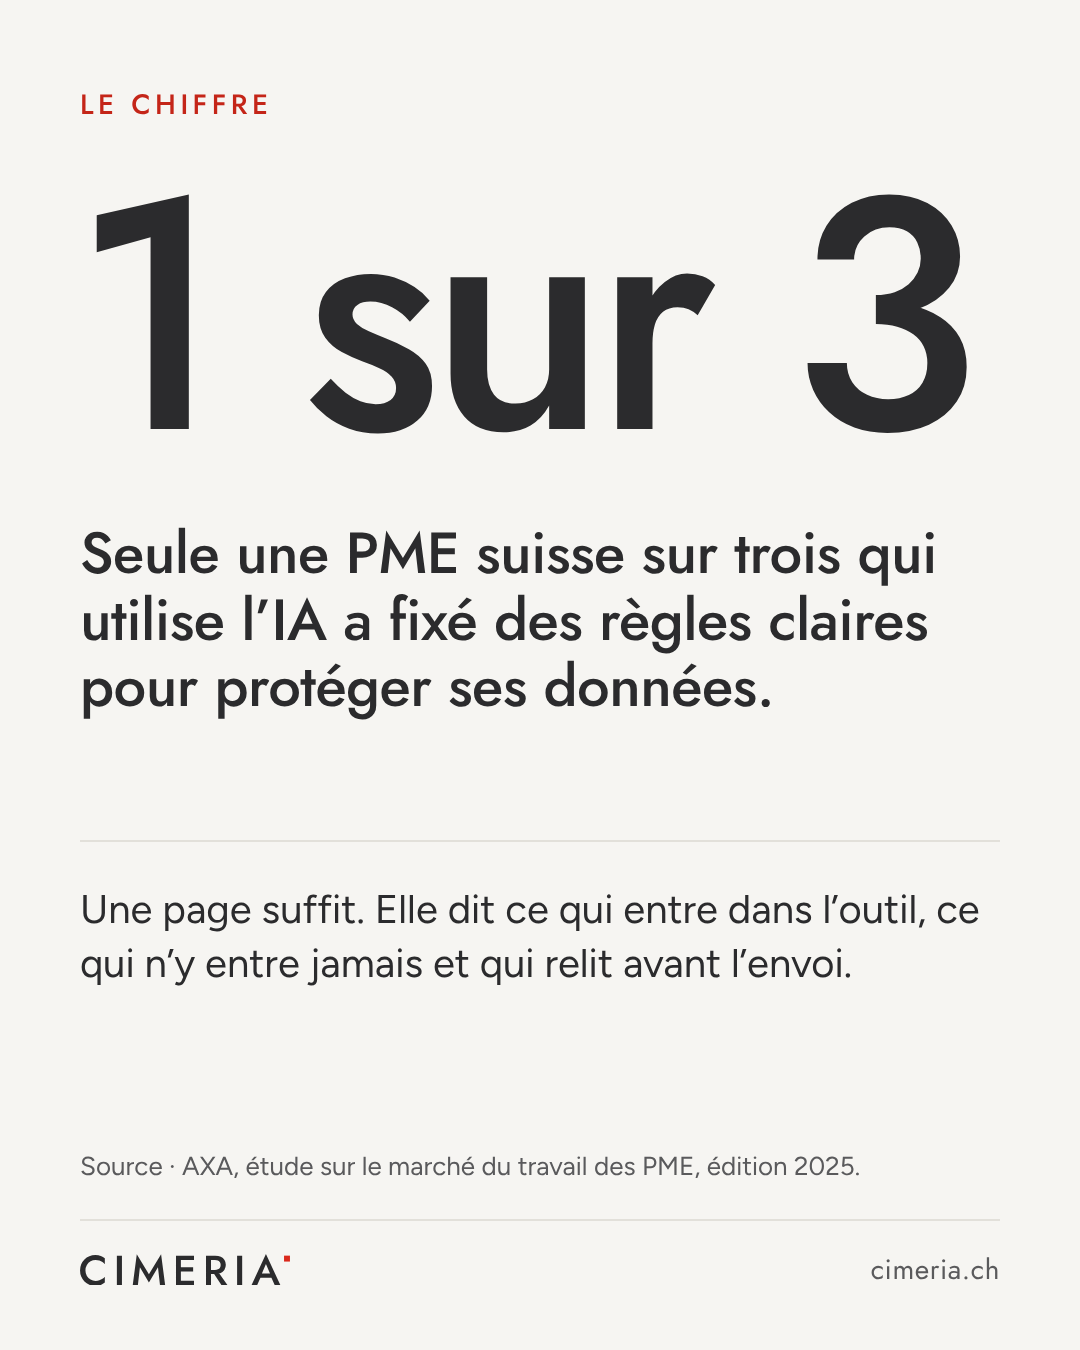 LE CHIFFRE
1 sur 3
Seule une PME suisse sur trois qui
utilise l’IA a fixé des règles claires
pour protéger ses données.
Une page suffit. Elle dit ce qui entre dans l’outil, ce
qui n’y entre jamais et qui relit avant l’envoi.
Source · AXA, étude sur le marché du travail des PME, édition 2025.
CIMERIA
cimeria.ch